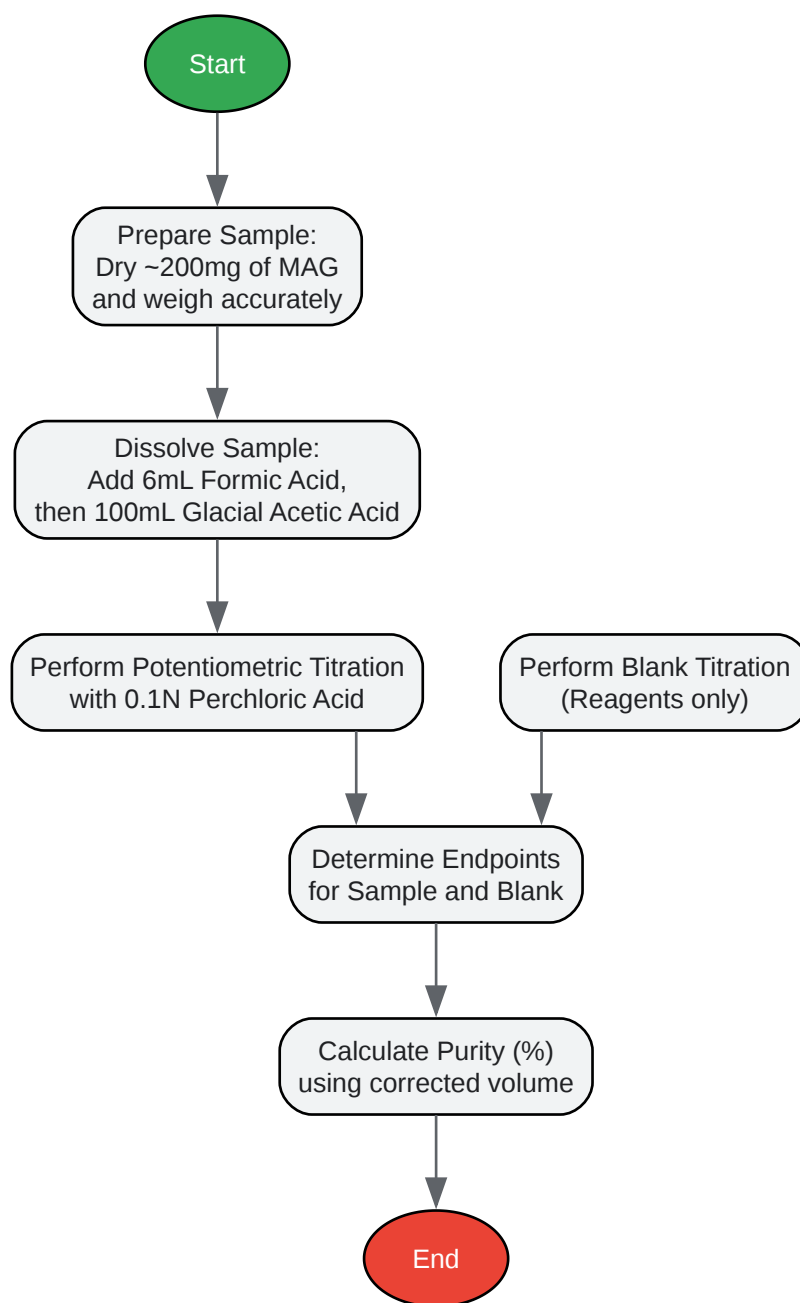 Start
Prepare Sample:
Dry ~200mg of MAG
and weigh accurately
Dissolve Sample:
Add 6mL Formic Acid,
then 100mL Glacial Acetic Acid
Perform Potentiometric Titration
with 0.1N Perchloric Acid
Perform Blank Titration
(Reagents only)
Determine Endpoints
for Sample and Blank
Calculate Purity (%)
using corrected volume
End